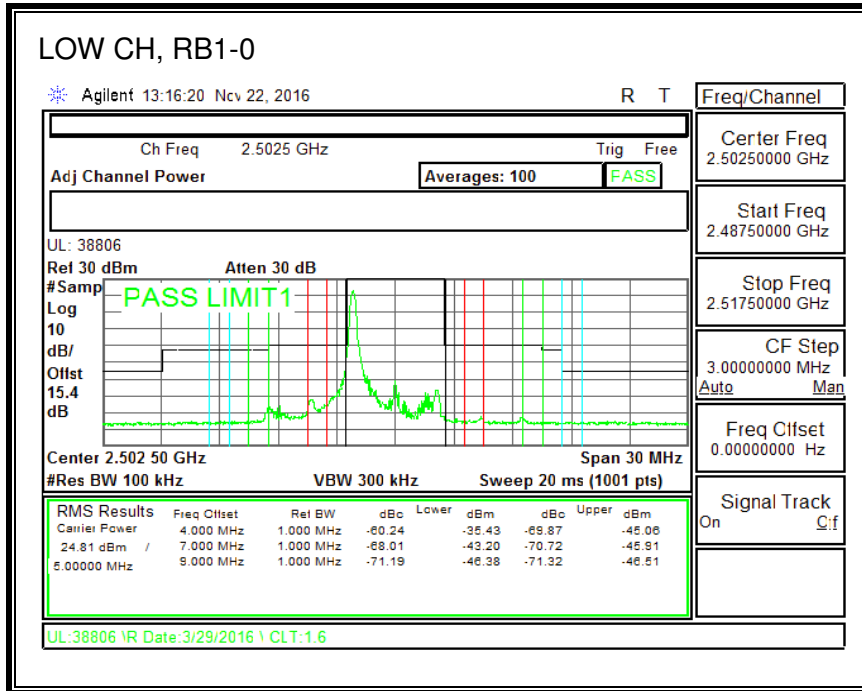 LOW CH, RB1-0
Agilent 13:16:20 Nov 22, 2016 R T
Freq/Channel
Ch Freq 2.5025 GHz Trig Free
Adj Channel Power Averages: 100 PASS
Center Freq
2.50250000 GHz
Start Freq
2.48750000 GHz
UL: 38806
Ref 30 dBm Atten 30 dB
#Samp
Log
10
dB/
Offst
15.4
dB
PASS LIMIT1
Stop Freq
2.51750000 GHz
CF Step
3.00000000 MHz
Auto Man
Freq Offset
0.00000000 Hz
Center 2.502 50 GHz Span 30 MHz
#Res BW 100 kHz VBW 300 kHz Sweep 20 ms (1001 pts)
Signal Track
On Off
RMS Results Freq Offset Ref BW dBc Lower dBm dBc Upper dBm
Carrier Power 4.000 MHz 1.000 MHz -60.24 -35.43 -69.87 -45.06
24.81 dBm / 7.000 MHz 1.000 MHz -68.01 -43.20 -70.72 -45.91
5.00000 MHz 9.000 MHz 1.000 MHz -71.19 -46.38 -71.32 -46.51
UL:38806 \R Date:3/29/2016 \ CLT:1.6